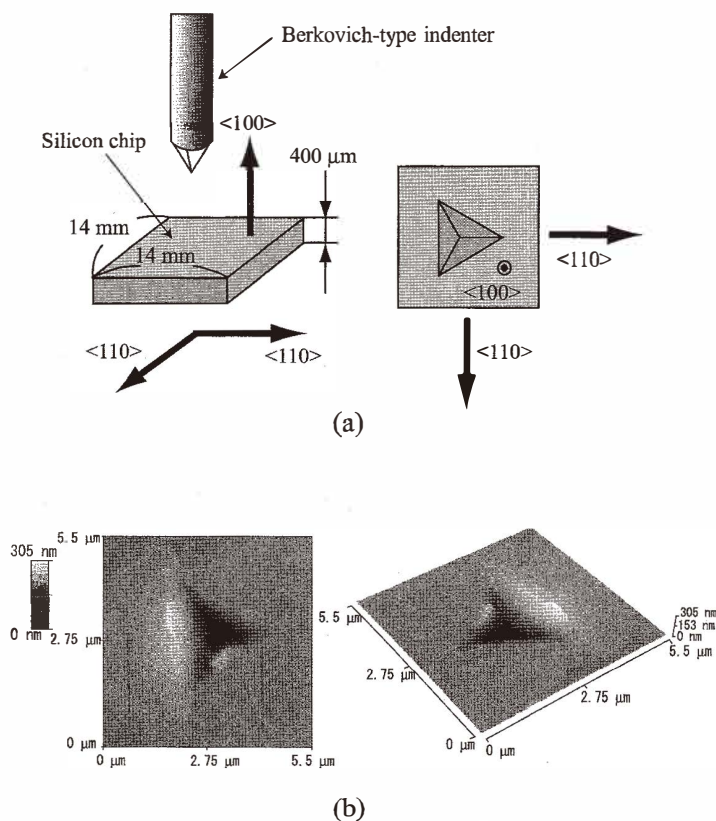 Berkovich-type indenter
<100>
Silicon chip
400 μm
14 mm
14 mm
<110>
<100>
<110>
<110>
<110>
(a)
5.5 μm
305 nm
0 nm
2.75 μm
0 μm
0 μm
2.75 μm
5.5 μm
5.5 μm
2.75 μm
0 μm
305 nm
153 nm
0 nm
5.5 μm
2.75 μm
0 μm
(b)